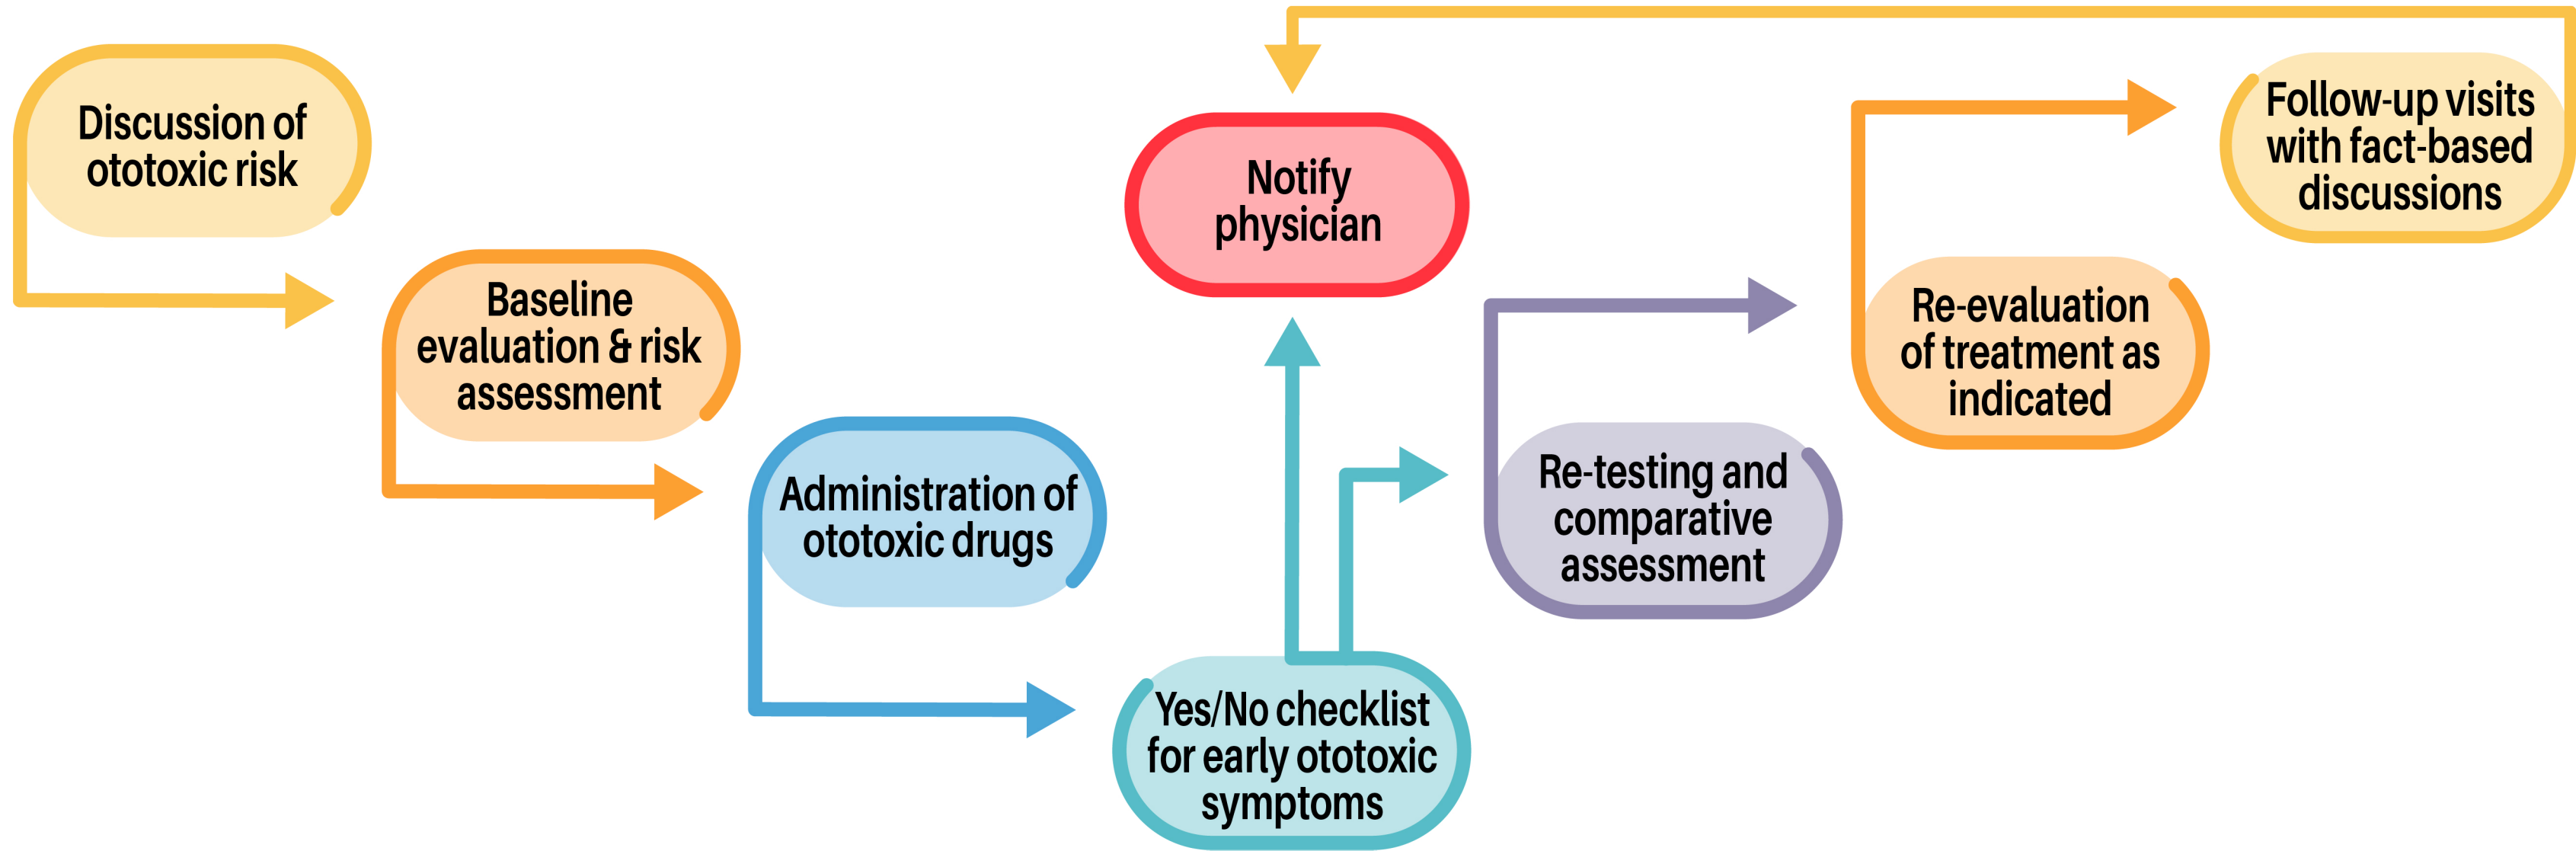 Discussion of
ototoxic risk
Baseline
evaluation & risk
assessment
Administration of
ototoxic drugs
Yes/No checklist
for early ototoxic
symptoms
Notify
physician
Re-testing and
comparative
assessment
Re-evaluation
of treatment as
indicated
Follow-up visits
with fact-based
discussions